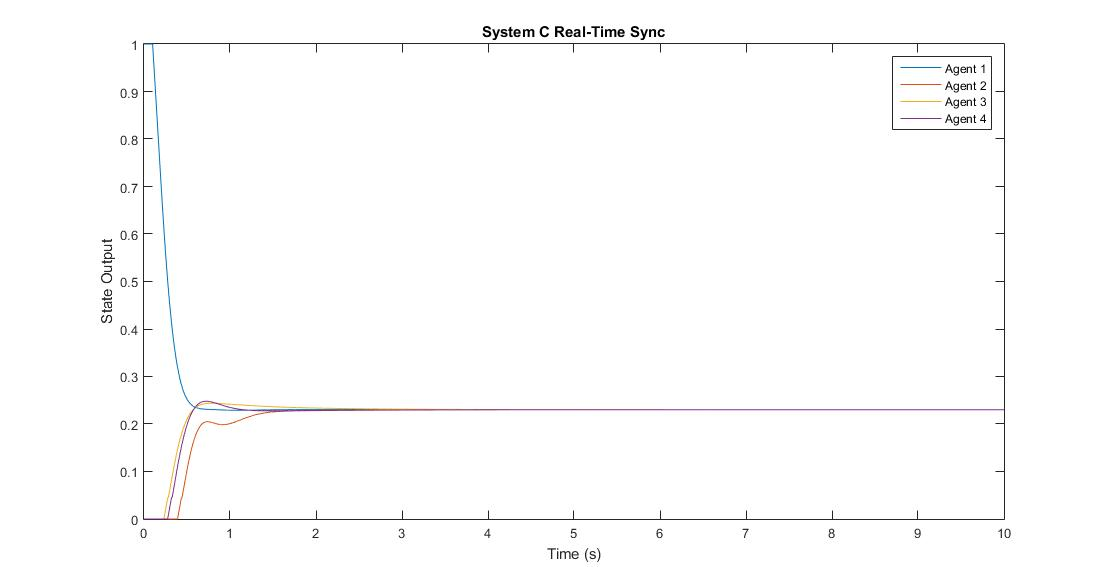 System C Real-Time Sync
Agent 1
Agent 2
Agent 3
Agent 4
State Output
1
0.9
0.8
0.7
0.6
0.5
0.4
0.3
0.2
0.1
0
0 1 2 3 4 5 6 7 8 9 10
Time (s)